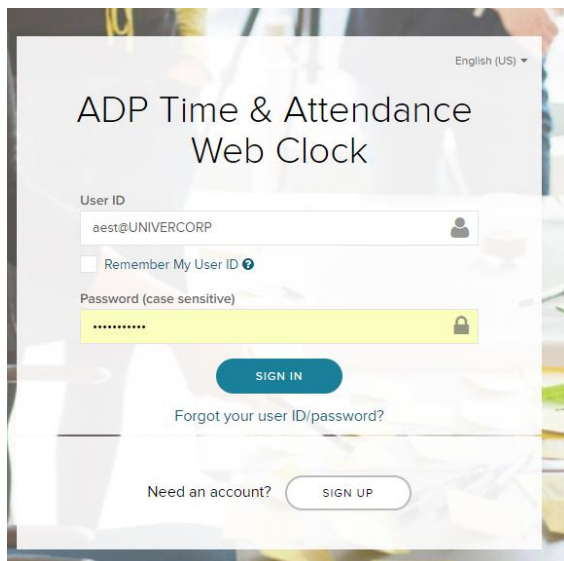 English (US)
ADP Time & Attendance
Web Clock
User ID
aest@UNIVERCORP
Remember My User ID
Password (case sensitive)
•••••••••••
SIGN IN
Forgot your user ID/password?
Need an account?
SIGN UP